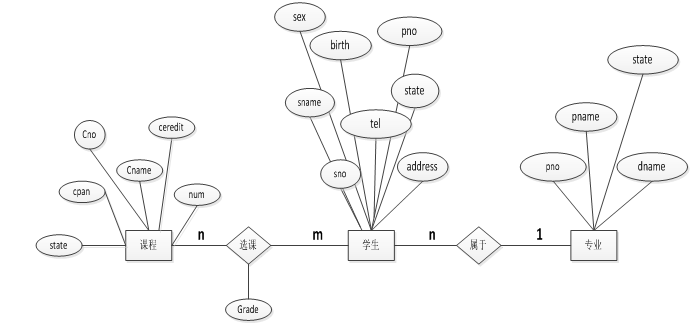 sex
pno
birth
state
state
sname
pname
tel
Cno
ceredit
Cname
sno
address
pno
dname
cpan
num
n
m
n
1
state
课程
选课
学生
属于
专业
Grade